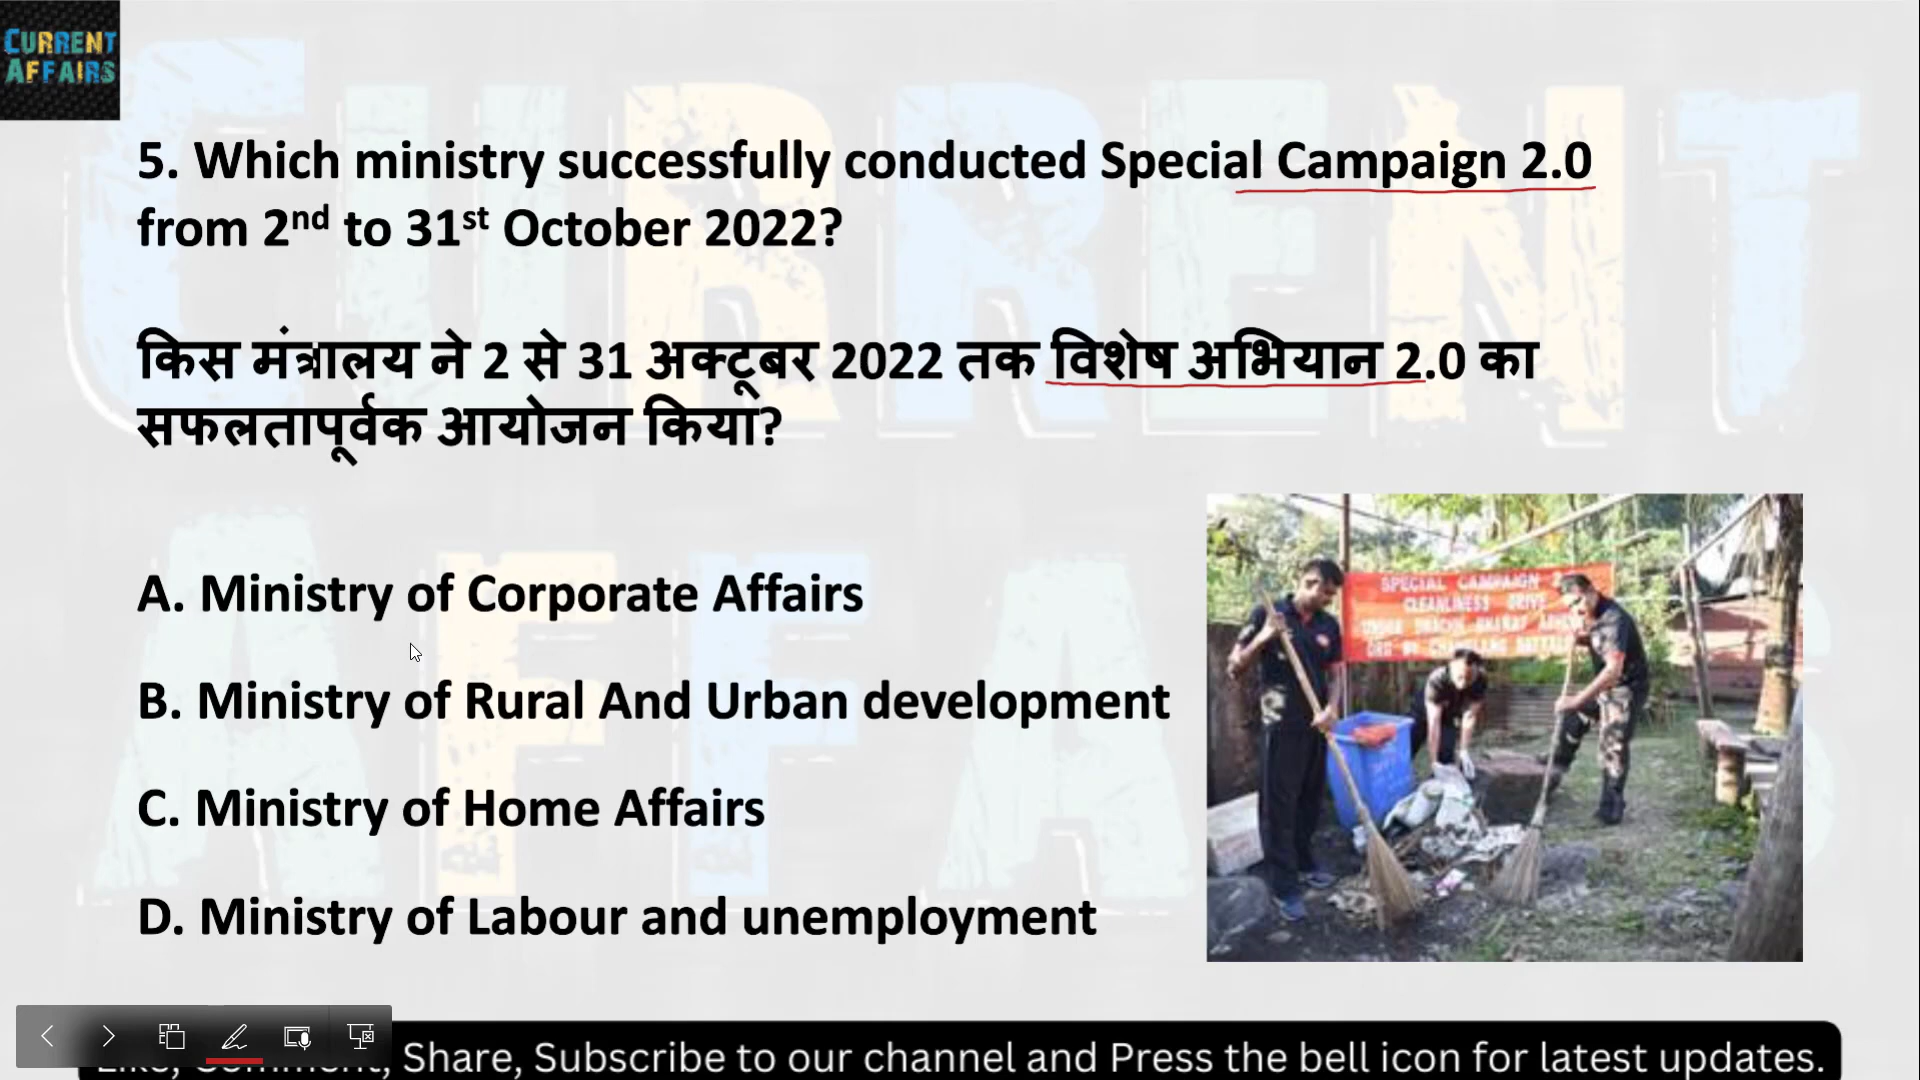 CURRENT
AFFAIRS
5. Which ministry successfully conducted Special Campaign 2.0
from 2nd to 31st October 2022?
किस मंत्रालय ने 2 से 31 अक्टूबर 2022 तक विशेष अभियान 2.0 का
सफलतापूर्वक आयोजन किया?
A. Ministry of Corporate Affairs
B. Ministry of Rural And Urban development
C. Ministry of Home Affairs
D. Ministry of Labour and unemployment
SPECIAL CAMPAIGN
CLEANLINESS DRIVE
Like, Comment, Share, Subscribe to our channel and Press the bell icon for latest updates.